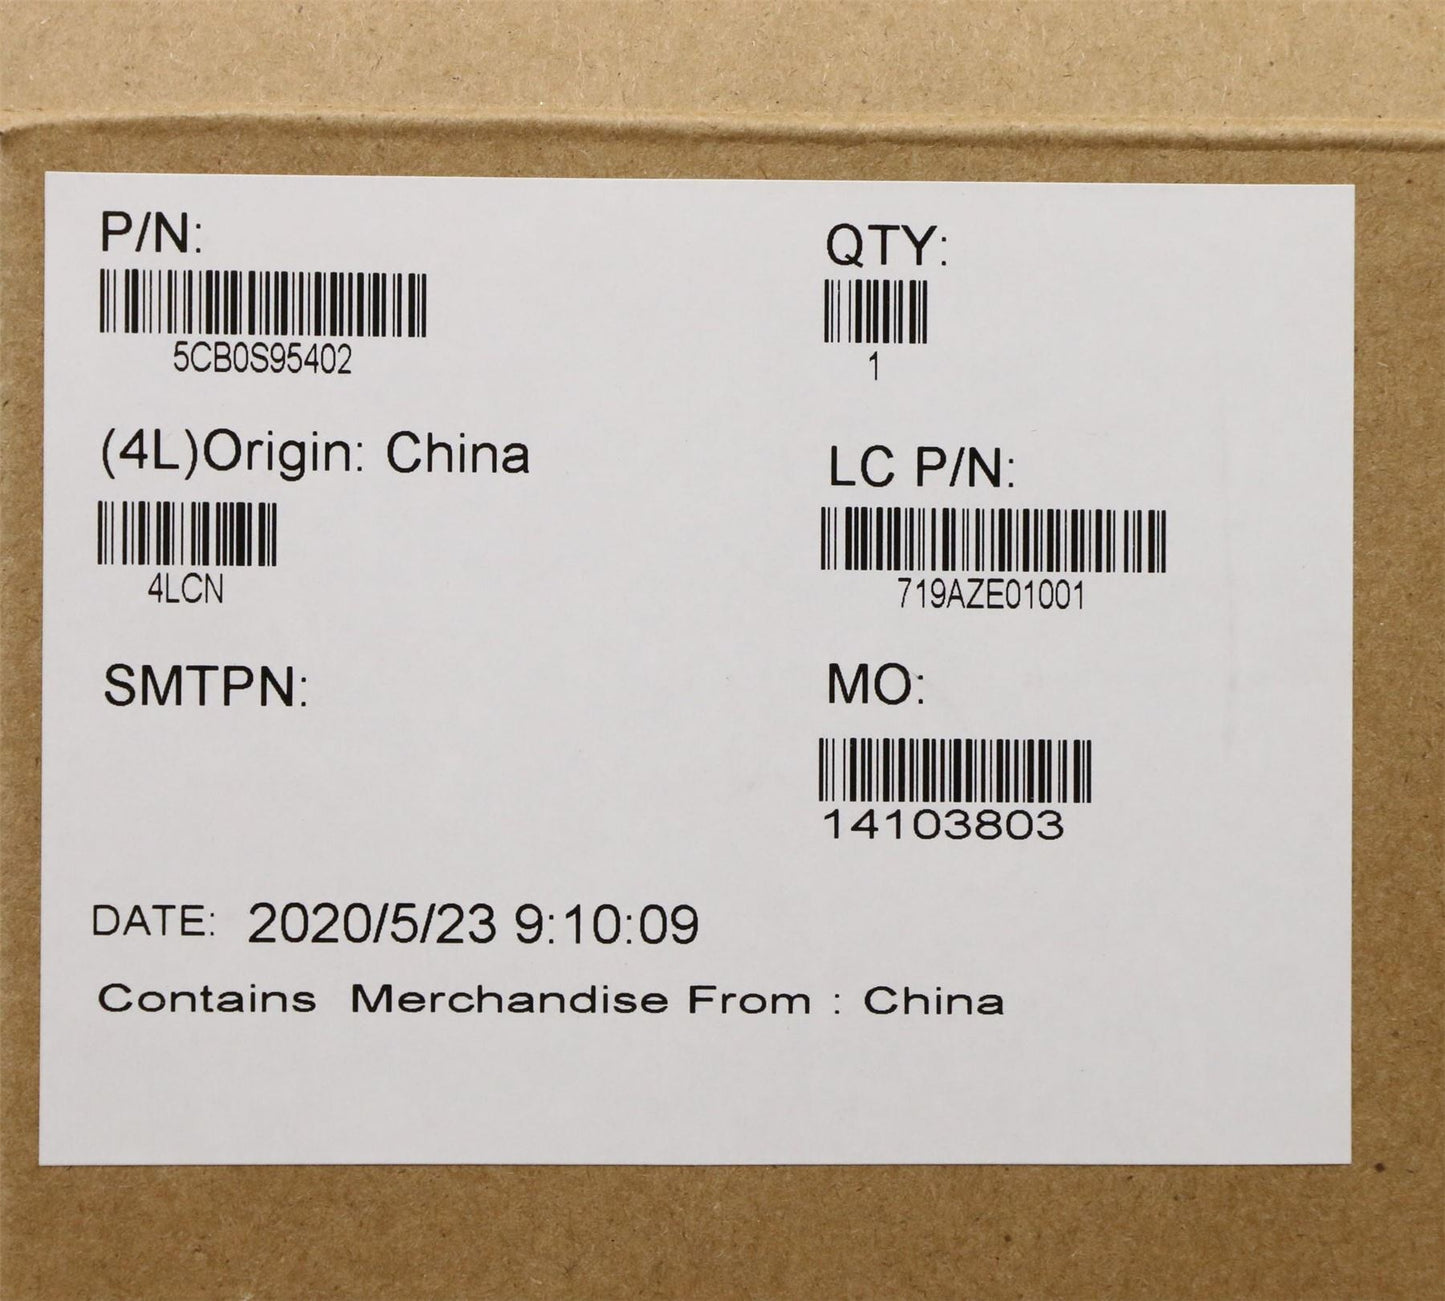 P/N:
5CB0S95402
QTY:
1
(4L)Origin: China
4LCN
LC P/N:
719AZE01001
SMTPN:
MO:
14103803
DATE: 2020/5/23 9:10:09
Contains Merchandise From : China